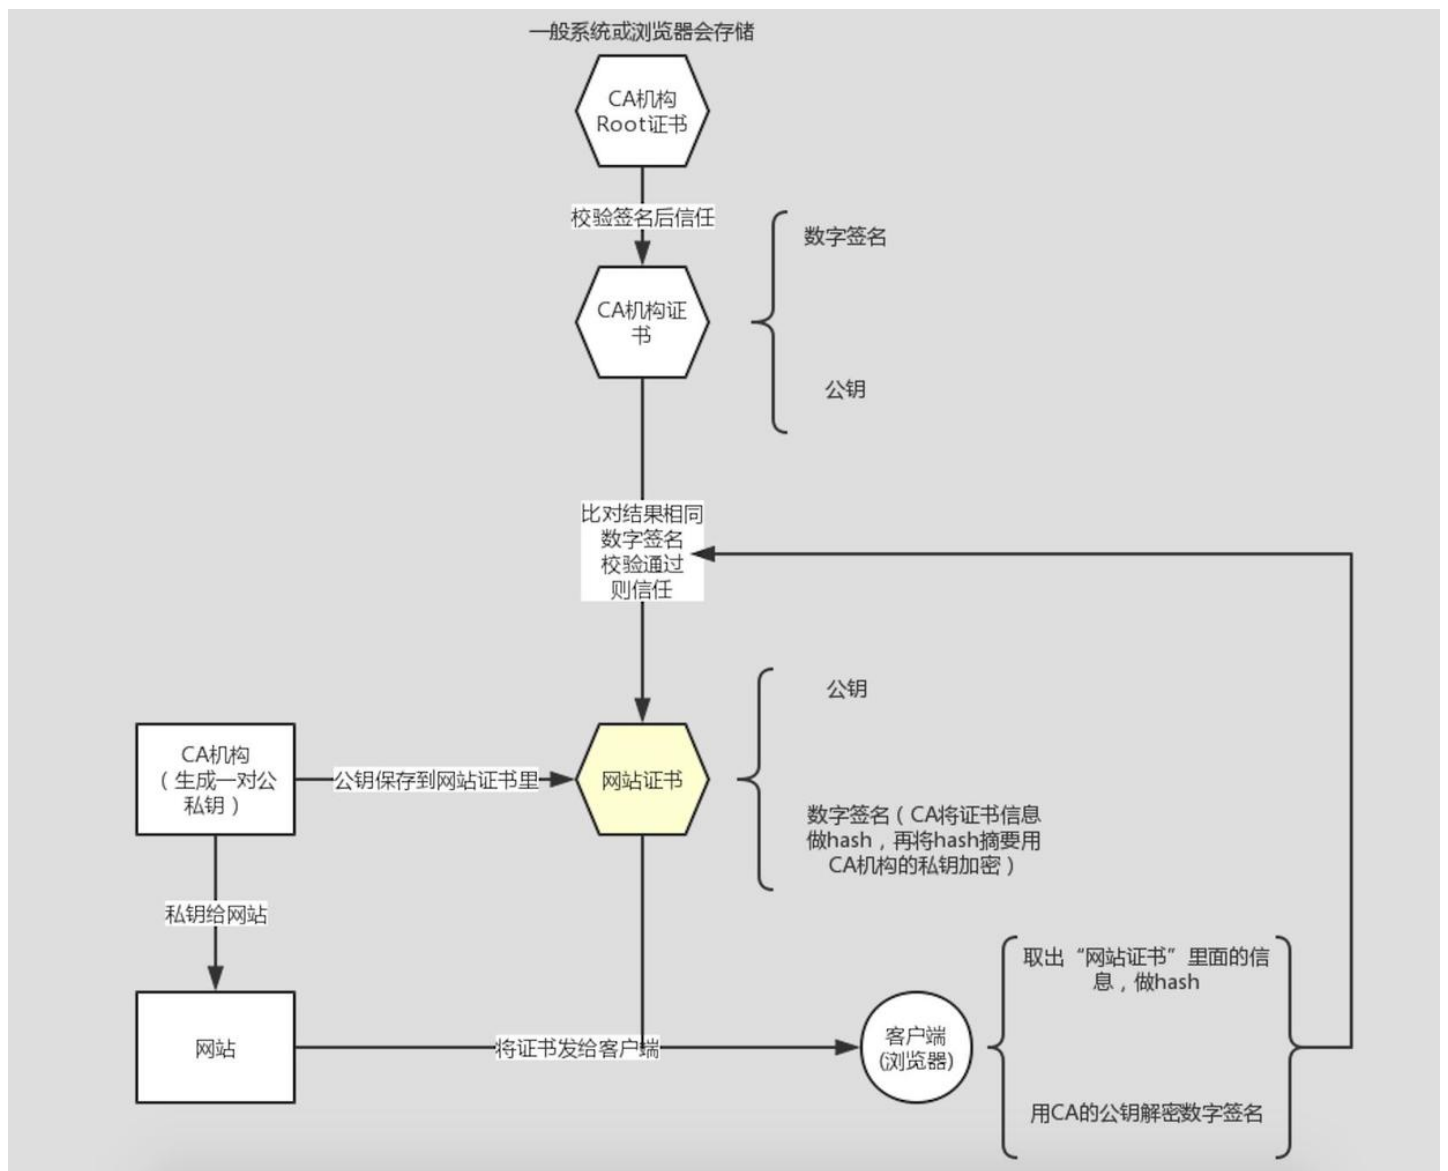 一般系统或浏览器会存储
CA机构
Root证书
校验签名后信任
数字签名
CA机构证
书
公钥
比对结果相同
数字签名
校验通过
则信任
公钥
CA机构
（生成一对公
私钥）
公钥保存到网站证书里
网站证书
数字签名（CA将证书信息
做hash，再将hash摘要用
CA机构的私钥加密）
私钥给网站
取出“网站证书”里面的信
息，做hash
网站
将证书发给客户端
客户端
(浏览器)
用CA的公钥解密数字签名